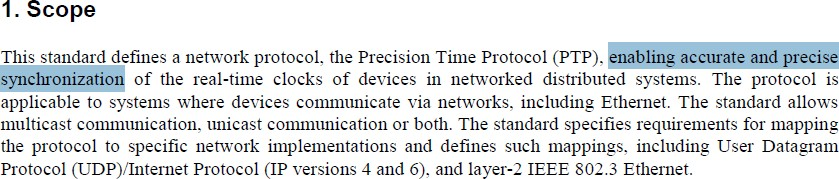 1. Scope
This standard defines a network protocol, the Precision Time Protocol (PTP), enabling accurate and precise
synchronization of the real-time clocks of devices in networked distributed systems. The protocol is
applicable to systems where devices communicate via networks, including Ethernet. The standard allows
multicast communication, unicast communication or both. The standard specifies requirements for mapping
the protocol to specific network implementations and defines such mappings, including User Datagram
Protocol (UDP)/Internet Protocol (IP versions 4 and 6), and layer-2 IEEE 802.3 Ethernet.